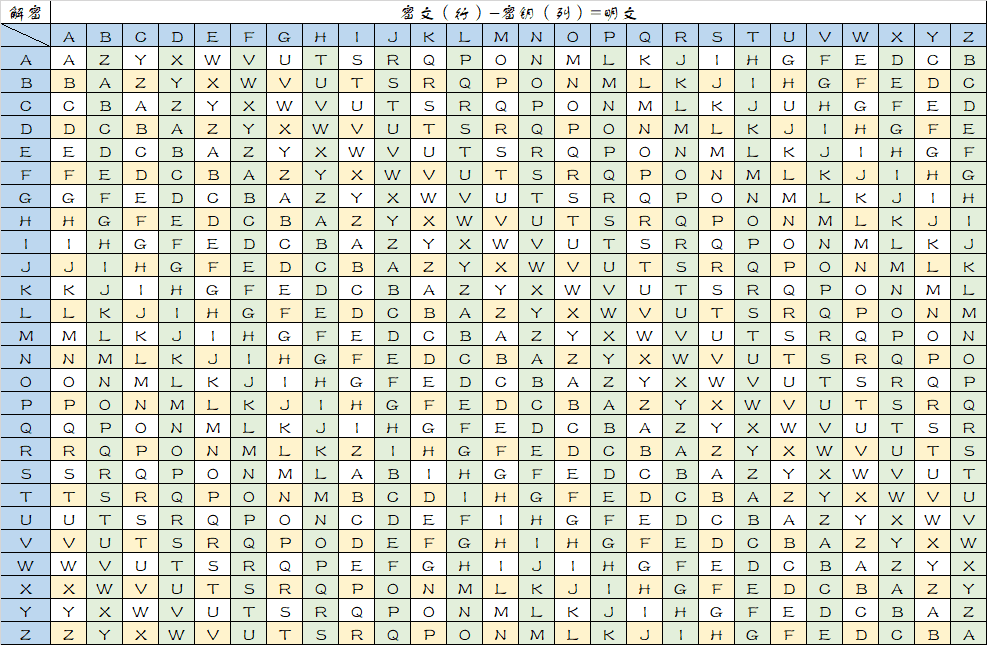 解密 密文（行）-密钥（列）=明文
A B C D E F G H I J K L M N O P Q R S T U V W X Y Z
A A Z Y X W V U T S R Q P O N M L K J I H G F E D C B
B B A Z Y X W V U T S R Q P O N M L K J I H G F E D C
C C B A Z Y X W V U T S R Q P O N M L K J U H G F E D
D D C B A Z Y X W V U T S R Q P O N M L K J I H G F E
E E D C B A Z Y X W V U T S R Q P O N M L K J I H G F
F F E D C B A Z Y X W V U T S R Q P O N M L K J I H G
G G F E D C B A Z Y X W V U T S R Q P O N M L K J I H
H H G F E D C B A Z Y X W V U T S R Q P O N M L K J I
I I H G F E D C B A Z Y X W V U T S R Q P O N M L K J
J J I H G F E D C B A Z Y X W V U T S R Q P O N M L K
K K J I H G F E D C B A Z Y X W V U T S R Q P O N M L
L L K J I H G F E D C B A Z Y X W V U T S R Q P O N M
M M L K J I H G F E D C B A Z Y X W V U T S R Q P O N
N N M L K J I H G F E D C B A Z Y X W V U T S R Q P O
O O N M L K J I H G F E D C B A Z Y X W V U T S R Q P
P P O N M L K J I H G F E D C B A Z Y X W V U T S R Q
Q Q P O N M L K J I H G F E D C B A Z Y X W V U T S R
R R Q P O N M L K Z I H G F E D C B A Z Y X W V U T S
S S R Q P O N M L A B I H G F E D C B A Z Y X W V U T
T T S R Q P O N M B C D I H G F E D C B A Z Y X W V U
U U T S R Q P O N C D E F I H G F E D C B A Z Y X W V
V V U T S R Q P O D E F G H I H G F E D C B A Z Y X W
W W V U T S R Q P E F G H I J I H G F E D C B A Z Y X
X X W V U T S R Q P O N M L K J I H G F E D C B A Z Y
Y Y X W V U T S R Q P O N M L K J I H G F E D C B A Z
Z Z Y X W V U T S R Q P O N M L K J I H G F E D C B A